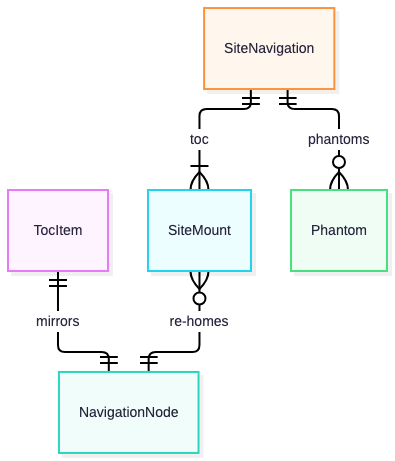 SiteNavigation
toc
phantoms
TocItem
SiteMount
Phantom
mirrors
re-homes
NavigationNode